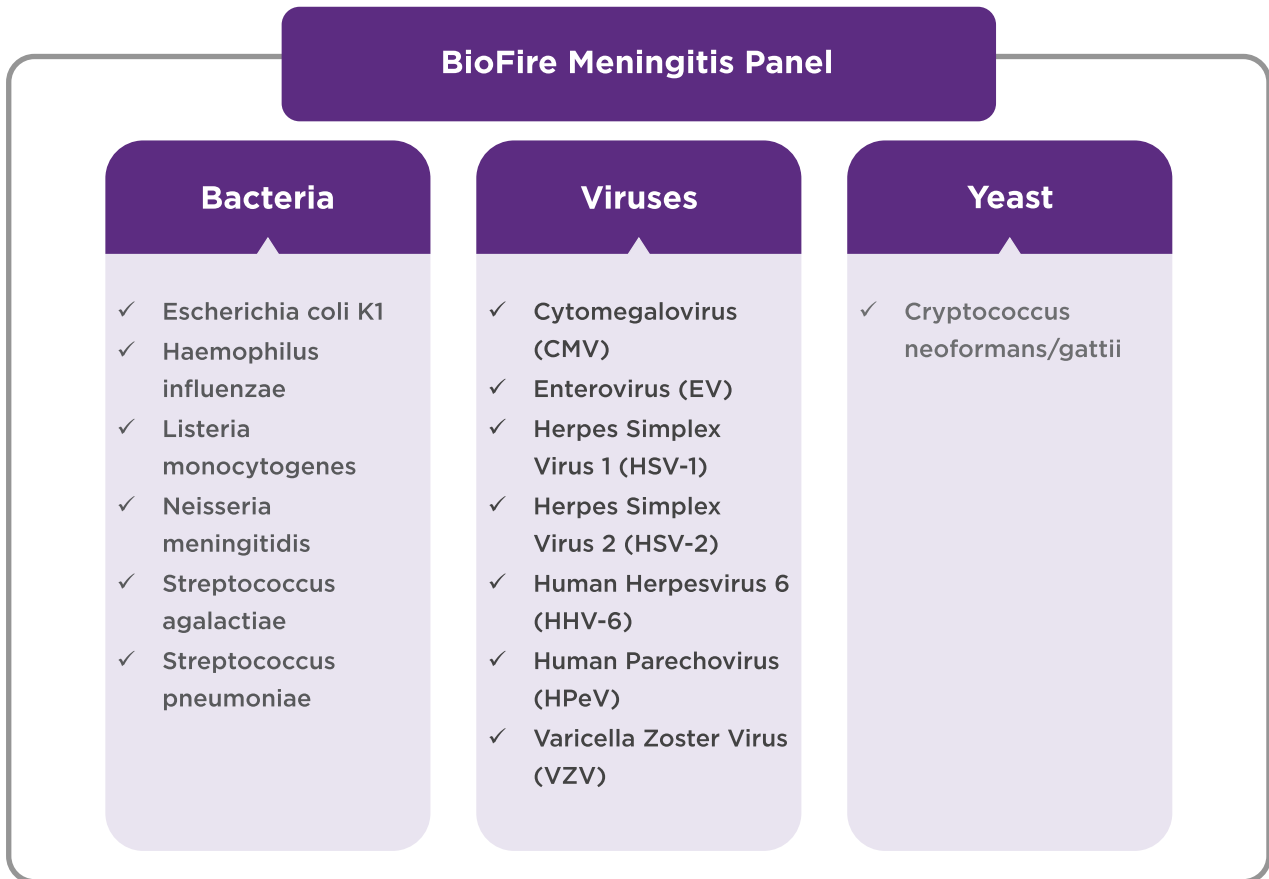 BioFire Meningitis Panel
Bacteria
✓ Escherichia coli K1
✓ Haemophilus
influenzae
✓ Listeria
monocytogenes
✓ Neisseria
meningitidis
✓ Streptococcus
agalactiae
✓ Streptococcus
pneumoniae
Viruses
✓ Cytomegalovirus
(CMV)
✓ Enterovirus (EV)
✓ Herpes Simplex
Virus 1 (HSV-1)
✓ Herpes Simplex
Virus 2 (HSV-2)
✓ Human Herpesvirus 6
(HHV-6)
✓ Human Parechovirus
(HPeV)
✓ Varicella Zoster Virus
(VZV)
Yeast
✓ Cryptococcus
neoformans/gattii